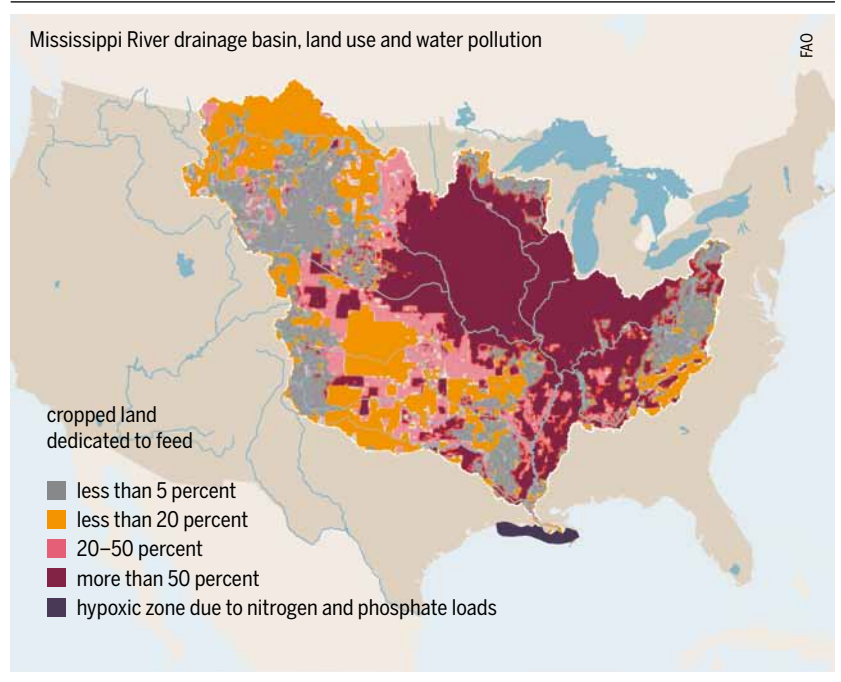 Mississippi River drainage basin, land use and water pollution
FAO
cropped land
dedicated to feed
less than 5 percent
less than 20 percent
20–50 percent
more than 50 percent
hypoxic zone due to nitrogen and phosphate loads